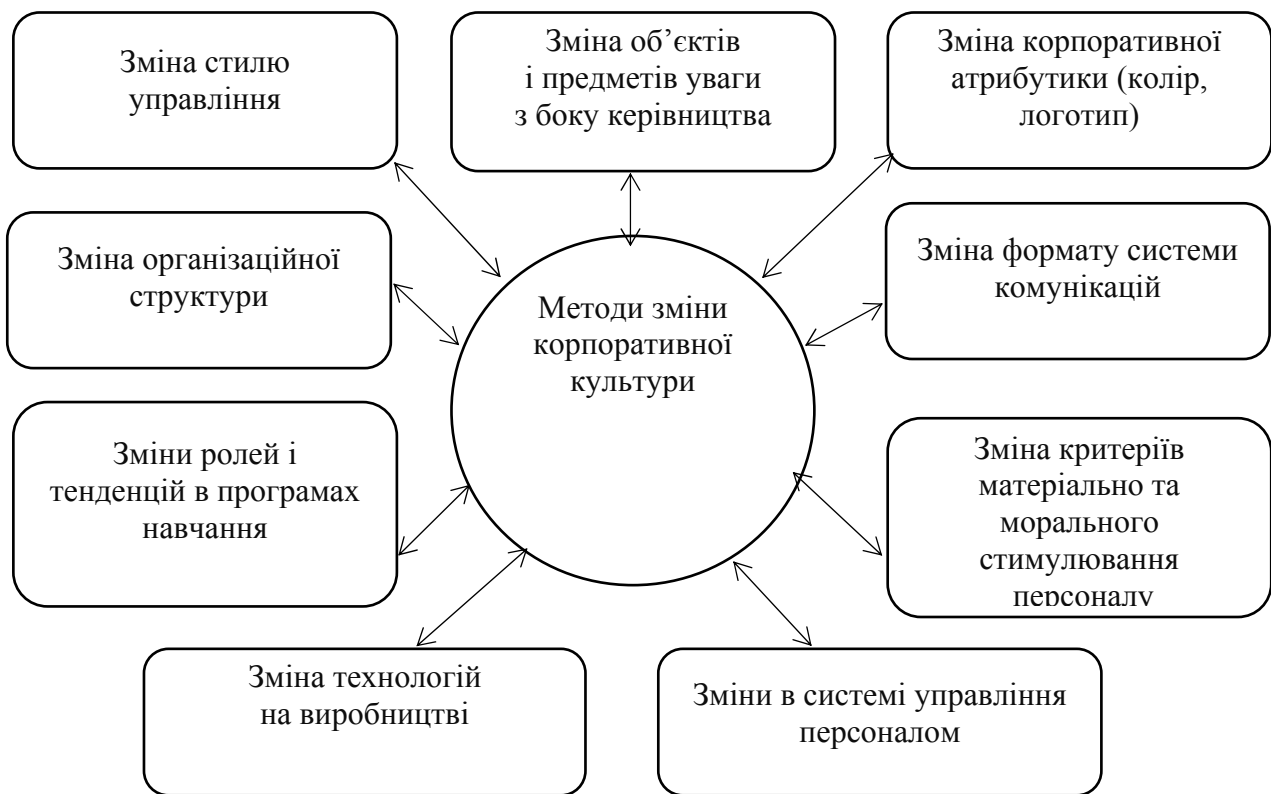 Зміна стилю
управління
Зміна об’єктів
і предметів уваги
з боку керівництва
Зміна корпоративної
атрибутики (колір,
логотип)
Зміна організаційної
структури
Методи зміни
корпоративної
культури
Зміна формату системи
комунікацій
Зміни ролей і
тенденцій в програмах
навчання
Зміна критеріїв
матеріально та
морального
стимулювання
персоналу
Зміна технологій
на виробництві
Зміни в системі управління
персоналом